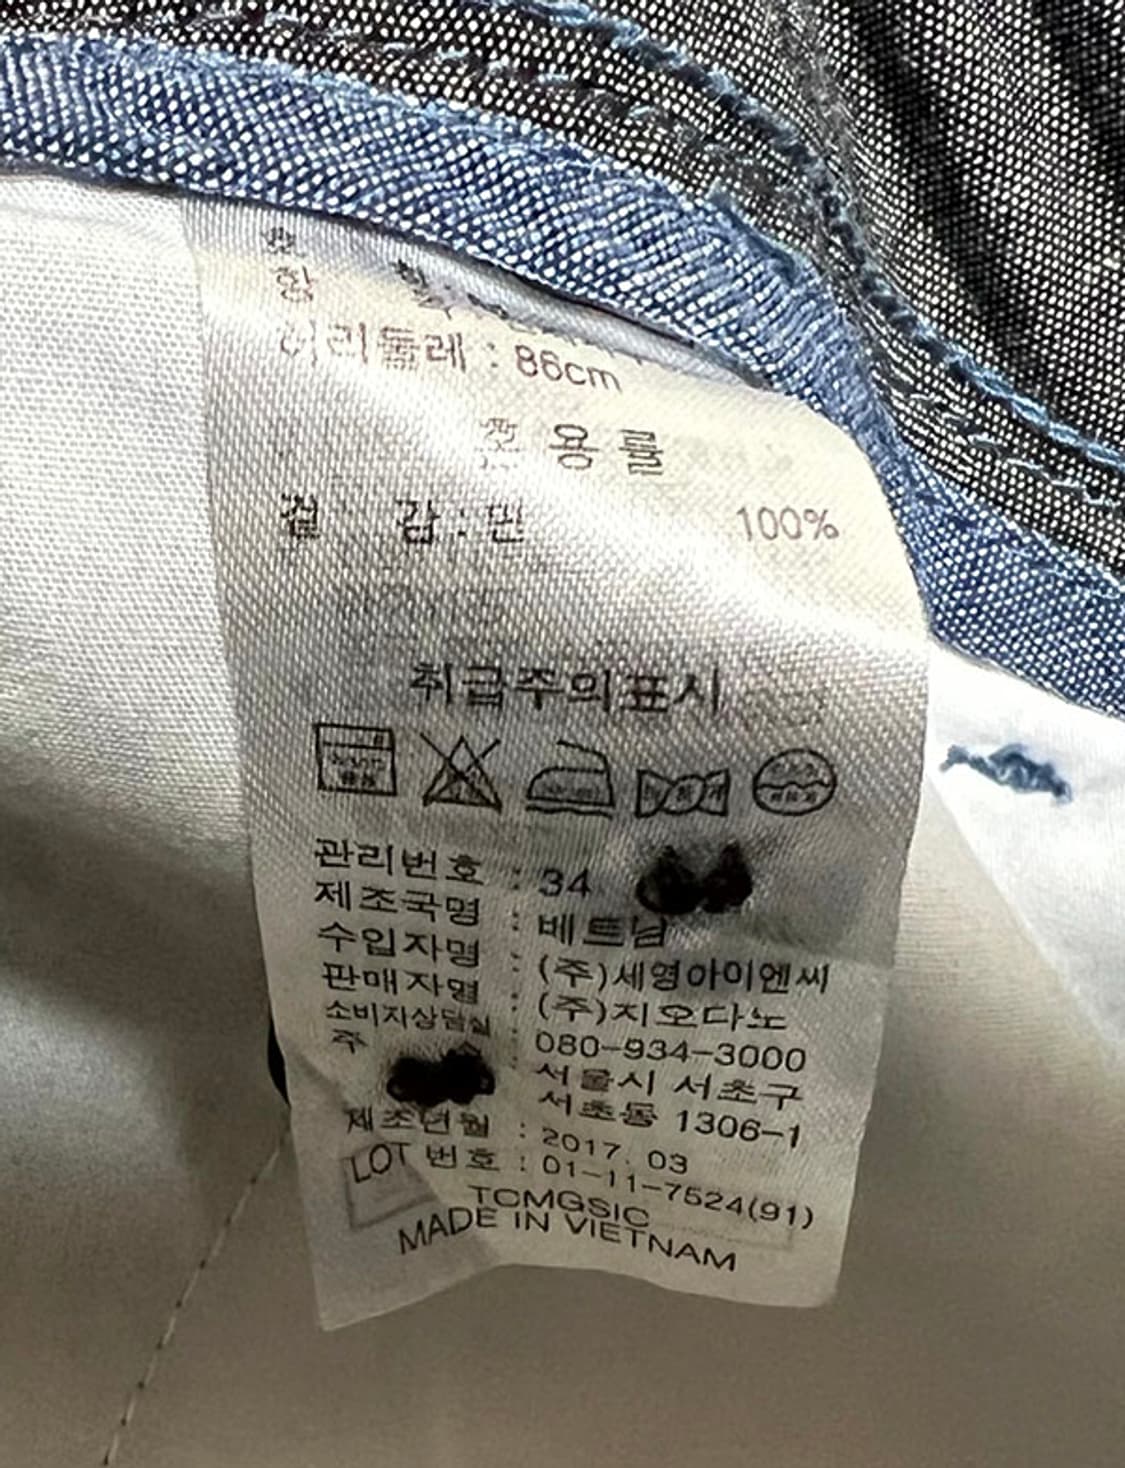 허리둘레 : 86cm
혼용률
겉 감 : 면 100%
취급주의표시
관리번호 : 34
제조국명 : 베트남
수입자명 : (주)세영아이엔씨
판매자명 : (주)지오다노
소비자상담실 : 080-934-3000
주 : 서울시 서초구
서초동 1306-1
제조년월 : 2017. 03
LOT 번호 : 01-11-7524(91)
TCMGSIC
MADE IN VIETNAM